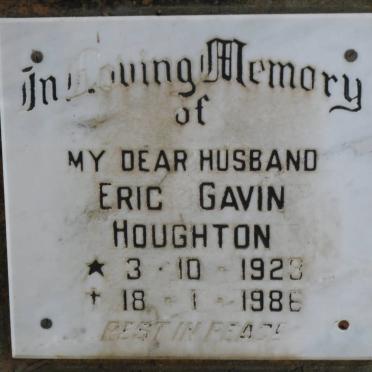 In Loving Memory
of
MY DEAR HUSBAND
ERIC GAVIN
HOUGHTON
★ 3 · 10 - 1923
† 18 - 1 - 1986
REST IN PEACE